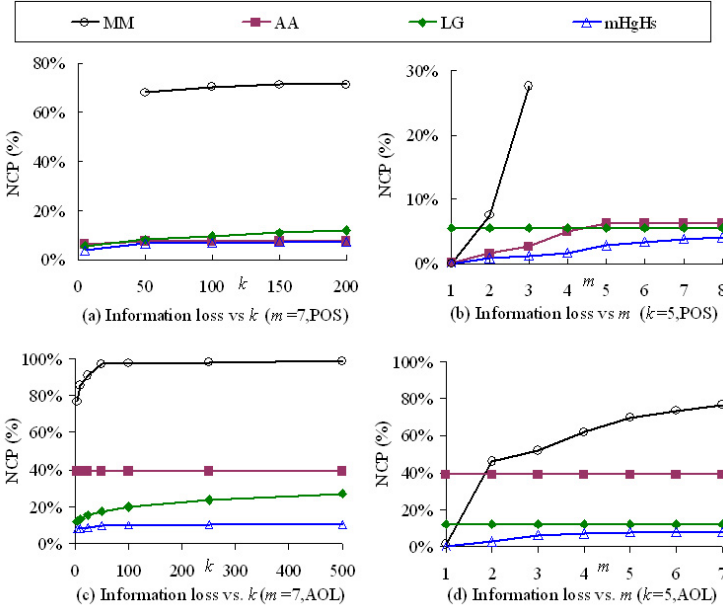 MM AA LG mHgHs
80%
60%
40%
20%
0%
NCP (%)
0 50 100 150 200
k
(a) Information loss vs k (m =7,POS)
30%
20%
10%
0%
NCP (%)
1 2 3 4 5 6 7 8
m
(b) Information loss vs m (k=5,POS)
100%
80%
60%
40%
20%
0%
NCP (%)
0 100 200 300 400 500
k
(c) Information loss vs. k (m =7,AOL)
100%
80%
60%
40%
20%
0%
NCP (%)
1 2 3 4 5 6 7
m
(d) Information loss vs. m (k=5,AOL)